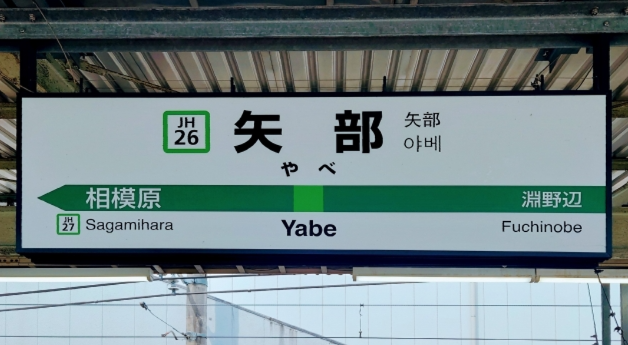 JH
26
矢部
矢部
야베
やべ
相模原
淵野辺
JH
27
Sagamihara
Yabe
Fuchinobe